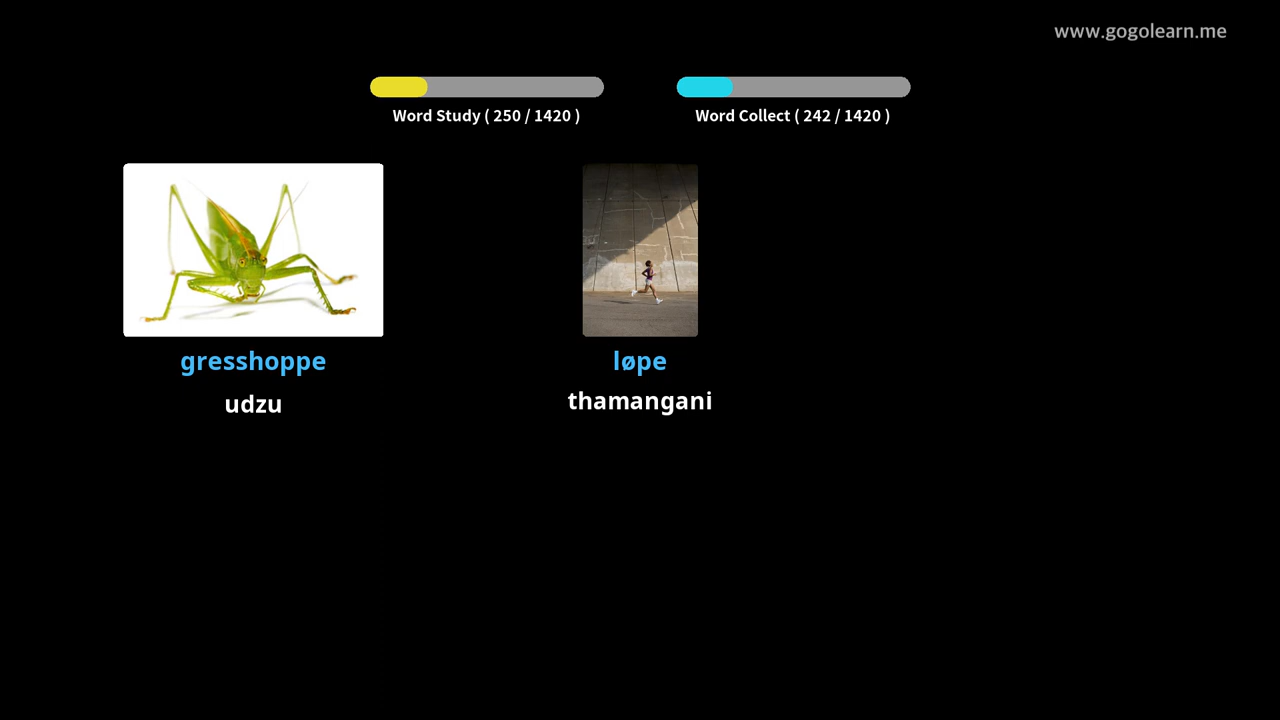 www.gogolearn.me
Word Study ( 250 / 1420 )
Word Collect ( 242 / 1420 )
gresshoppe
udzu
løpe
thamangani